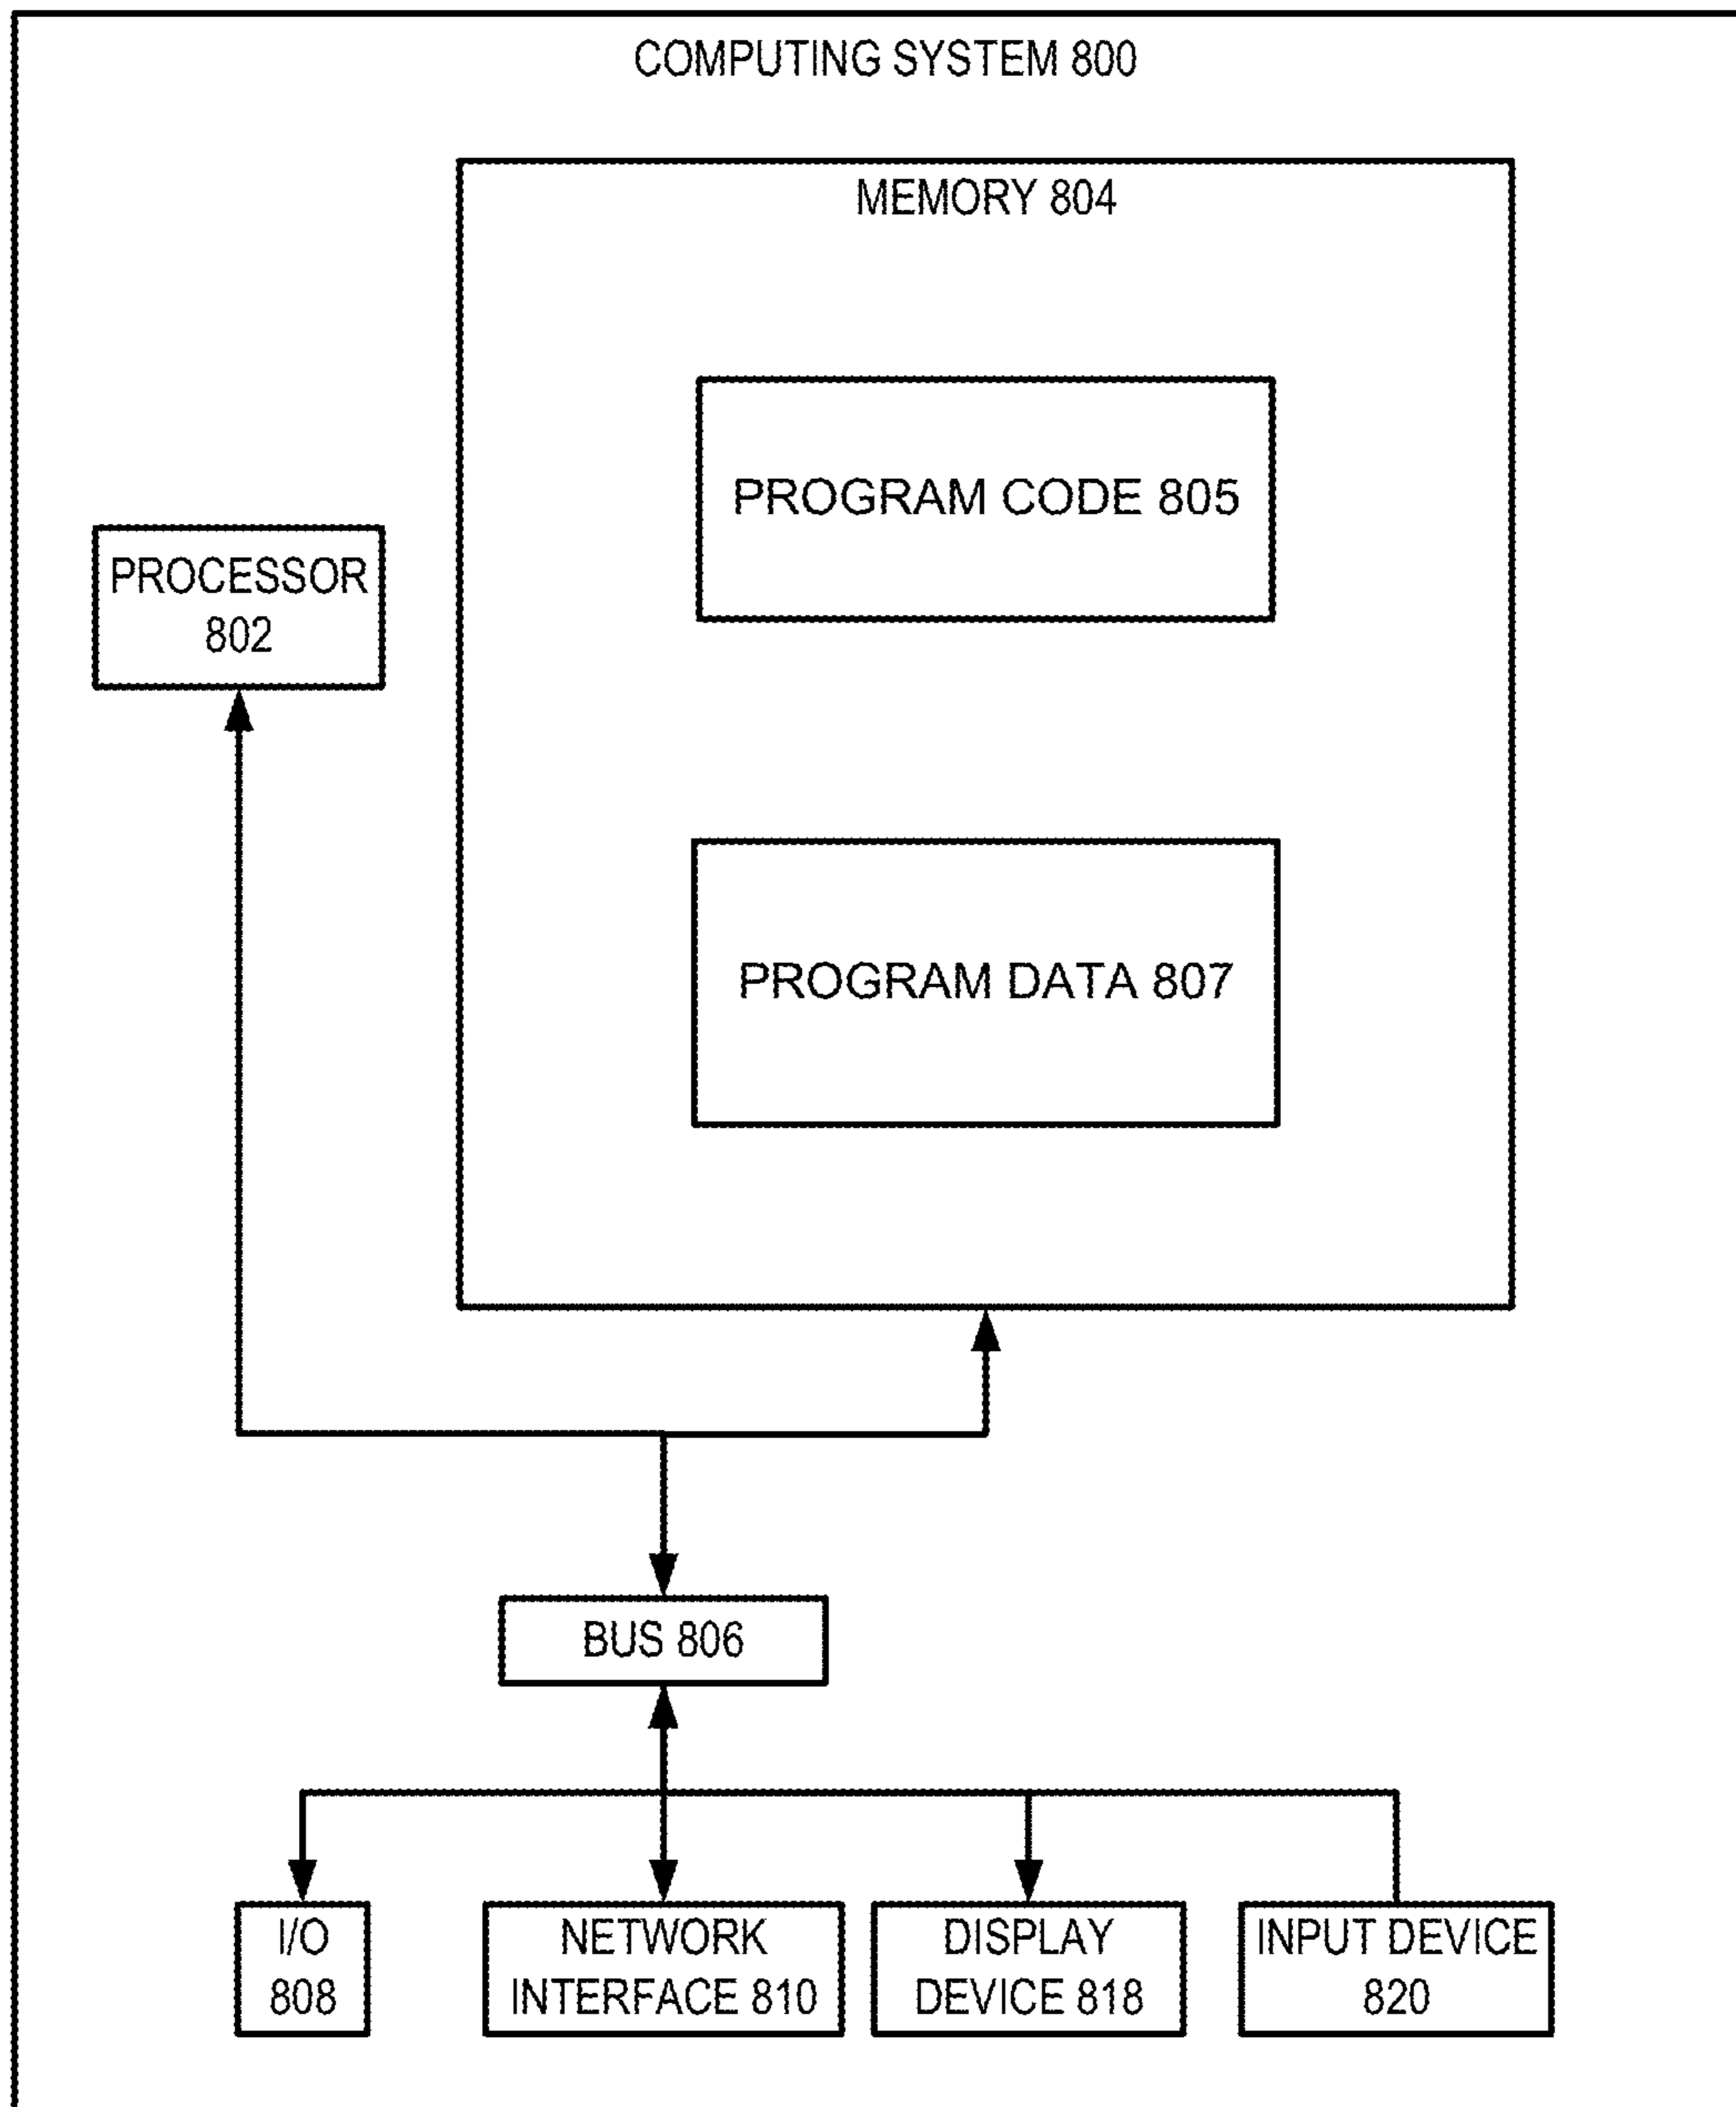 COMPUTING SYSTEM 800
MEMORY 804
PROGRAM CODE 805
PROCESSOR
802
PROGRAM DATA 807
BUS 806
I/O
808
NETWORK
INTERFACE 810
DISPLAY
DEVICE 818
INPUT DEVICE
820